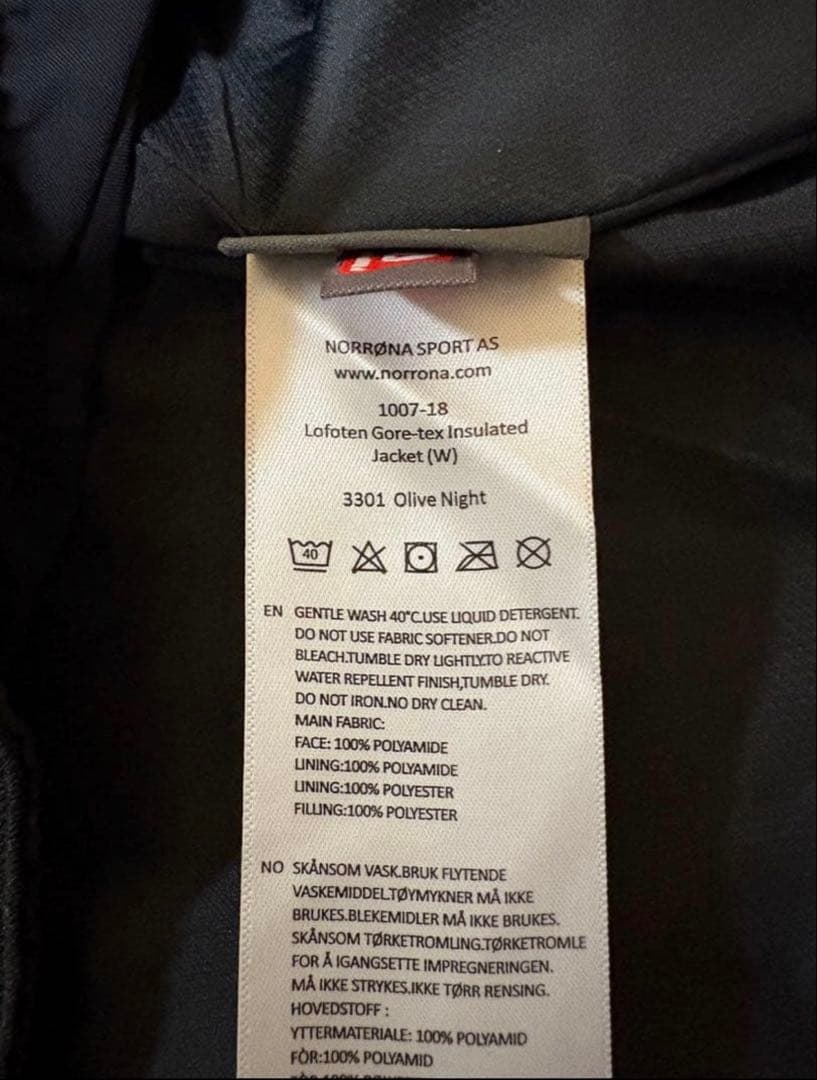 NORRØNA SPORT AS
www.norrona.com
1007-18
Lofoten Gore-tex Insulated
Jacket (W)
3301 Olive Night
40
EN GENTLE WASH 40°C.USE LIQUID DETERGENT.
DO NOT USE FABRIC SOFTENER.DO NOT
BLEACH.TUMBLE DRY LIGHTLY.TO REACTIVE
WATER REPELLENT FINISH,TUMBLE DRY.
DO NOT IRON.NO DRY CLEAN.
MAIN FABRIC:
FACE: 100% POLYAMIDE
LINING:100% POLYAMIDE
LINING:100% POLYESTER
FILLING:100% POLYESTER
NO SKÅNSOM VASK.BRUK FLYTENDE
VASKEMIDDEL.TØYMYKNER MÅ IKKE
BRUKES.BLEKEMIDLER MÅ IKKE BRUKES.
SKÅNSOM TØRKETROMLING.TØRKETROMLE
FOR Å IGANGSETTE IMPREGNERINGEN.
MÅ IKKE STRYKES.IKKE TØRR RENSING.
HOVEDSTOFF :
YTTERMATERIALE: 100% POLYAMID
FÒR:100% POLYAMID